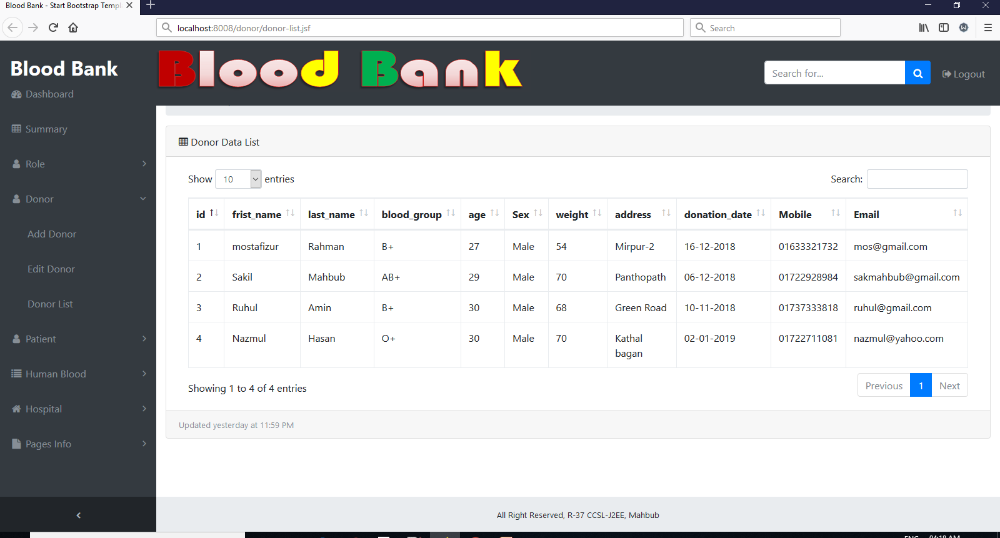 Blood Bank - Start Bootstrap Templ
localhost:8008/donor/donor-list.jsf
Search
Blood Bank
Blood Bank
Search for...
Logout
Dashboard
Summary
Role
Donor
Add Donor
Edit Donor
Donor List
Patient
Human Blood
Hospital
Pages Info
Donor Data List
Show 10 entries
Search:
id frist_name last_name blood_group age Sex weight address donation_date Mobile Email
1 mostafizur Rahman B+ 27 Male 54 Mirpur-2 16-12-2018 01633321732 mos@gmail.com
2 Sakil Mahbub AB+ 29 Male 70 Panthopath 06-12-2018 01722928984 sakmahbub@gmail.com
3 Ruhul Amin B+ 30 Male 68 Green Road 10-11-2018 01737333818 ruhul@gmail.com
4 Nazmul Hasan O+ 30 Male 70 Kathal 02-01-2019 01722711081 nazmul@yahoo.com
bagan
Showing 1 to 4 of 4 entries
Previous 1 Next
Updated yesterday at 11:59 PM
All Right Reserved, R-37 CCSL-J2EE, Mahbub